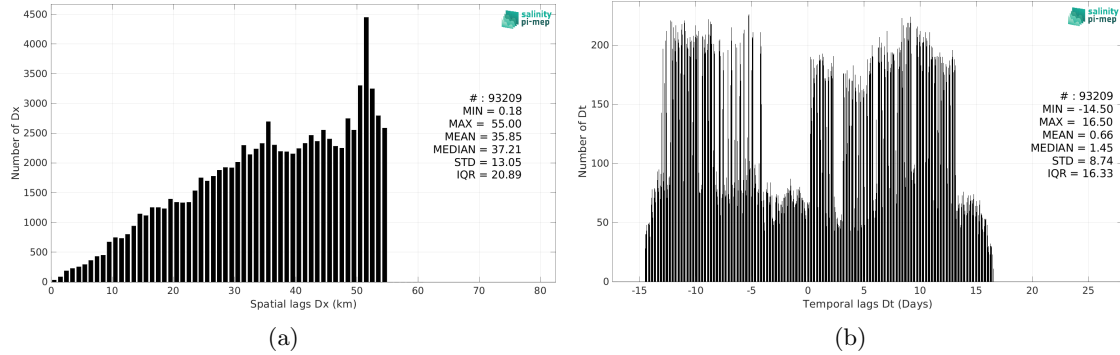 4500
4000
3500
3000
2500
2000
1500
1000
500
0
Number of Dx
0 10 20 30 40 50 60 70 80
Spatial lags Dx (km)
salinity
pi-mep
# : 93209
MIN = 0.18
MAX = 55.00
MEAN = 35.85
MEDIAN = 37.21
STD = 13.05
IQR = 20.89
(a)
200
150
100
50
0
Number of Dt
-15 -10 -5 0 5 10 15 20 25
Temporal lags Dt (Days)
salinity
pi-mep
# : 93209
MIN = -14.50
MAX = 16.50
MEAN = 0.66
MEDIAN = 1.45
STD = 8.74
IQR = 16.33
(b)